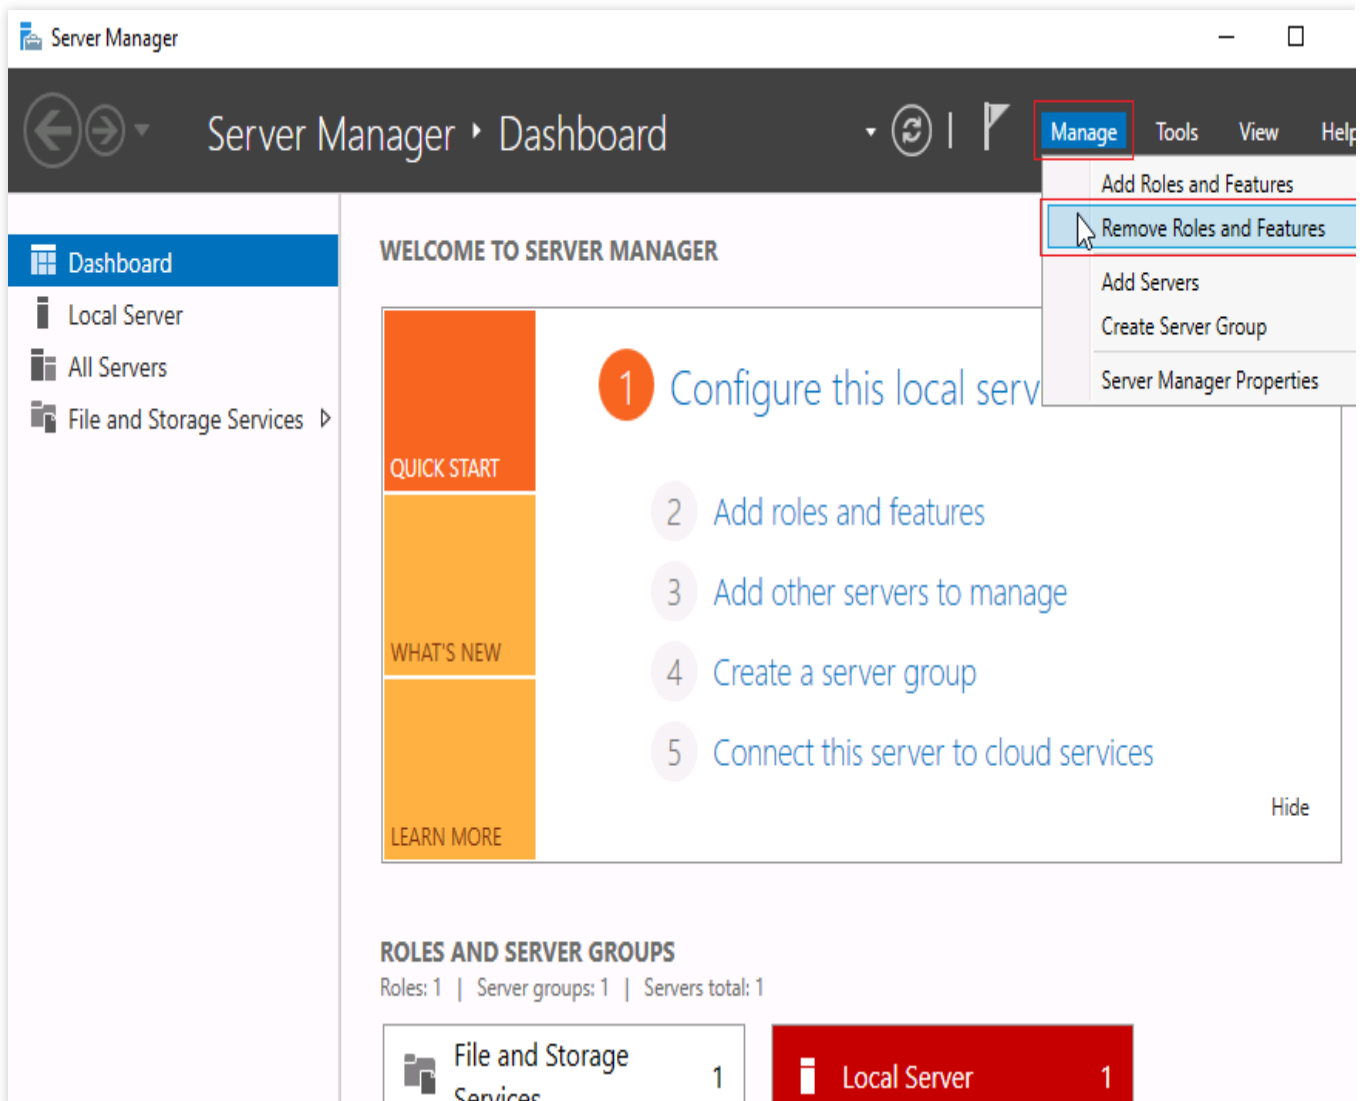 Server Manager
Server Manager ‣ Dashboard
Manage
Tools
View
Help
Add Roles and Features
Remove Roles and Features
Add Servers
Create Server Group
Server Manager Properties
Dashboard
Local Server
All Servers
File and Storage Services
WELCOME TO SERVER MANAGER
QUICK START
WHAT'S NEW
LEARN MORE
1 Configure this local serv
2 Add roles and features
3 Add other servers to manage
4 Create a server group
5 Connect this server to cloud services
Hide
ROLES AND SERVER GROUPS
Roles: 1 | Server groups: 1 | Servers total: 1
File and Storage
Services
1
Local Server
1